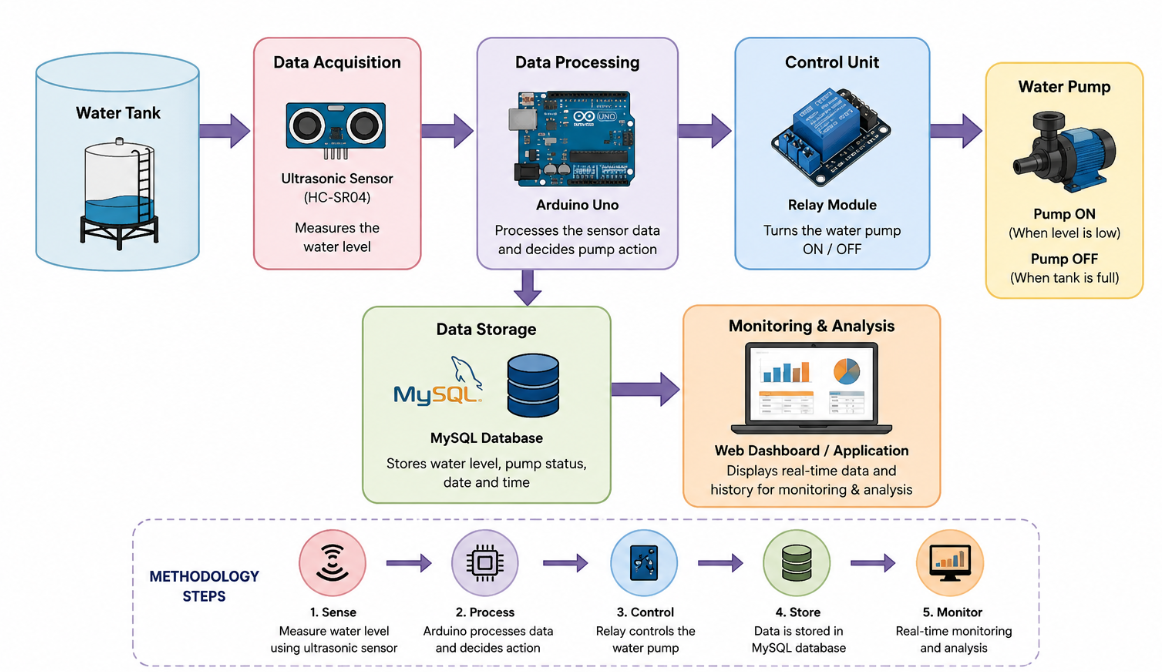 Water Tank
Data Acquisition
Ultrasonic Sensor
(HC-SR04)
Measures the
water level
Data Processing
UNO
Arduino Uno
Processes the sensor data
and decides pump action
Control Unit
Relay Module
Turns the water pump
ON / OFF
Water Pump
Pump ON
(When level is low)
Pump OFF
(When tank is full)
Data Storage
MySQL
MySQL Database
Stores water level, pump status,
date and time
Monitoring & Analysis
Web Dashboard / Application
Displays real-time data and
history for monitoring & analysis
METHODOLOGY
STEPS
1. Sense
Measure water level
using ultrasonic sensor
2. Process
Arduino processes data
and decides action
3. Control
Relay controls the
water pump
4. Store
Data is stored in
MySQL database
5. Monitor
Real-time monitoring
and analysis